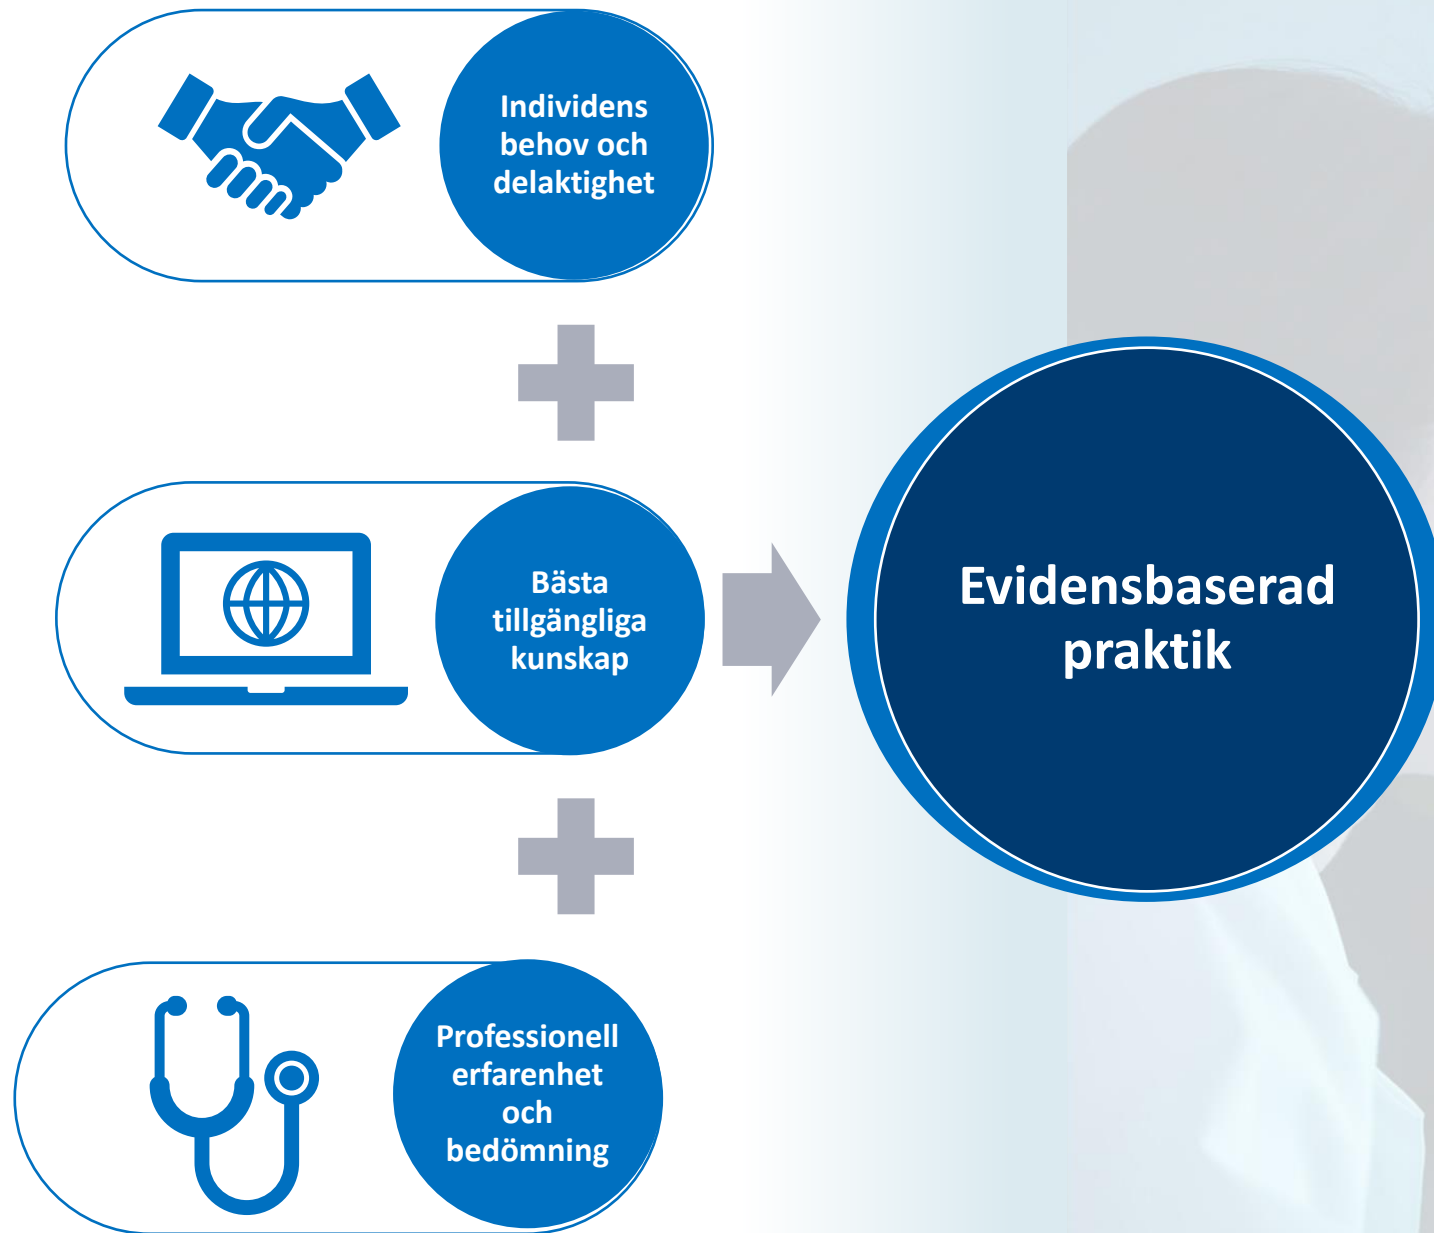 Individens
behov och
delaktighet
Bästa
tillgängliga
kunskap
Professionell
erfarenhet
och
bedömning
Evidensbaserad
praktik